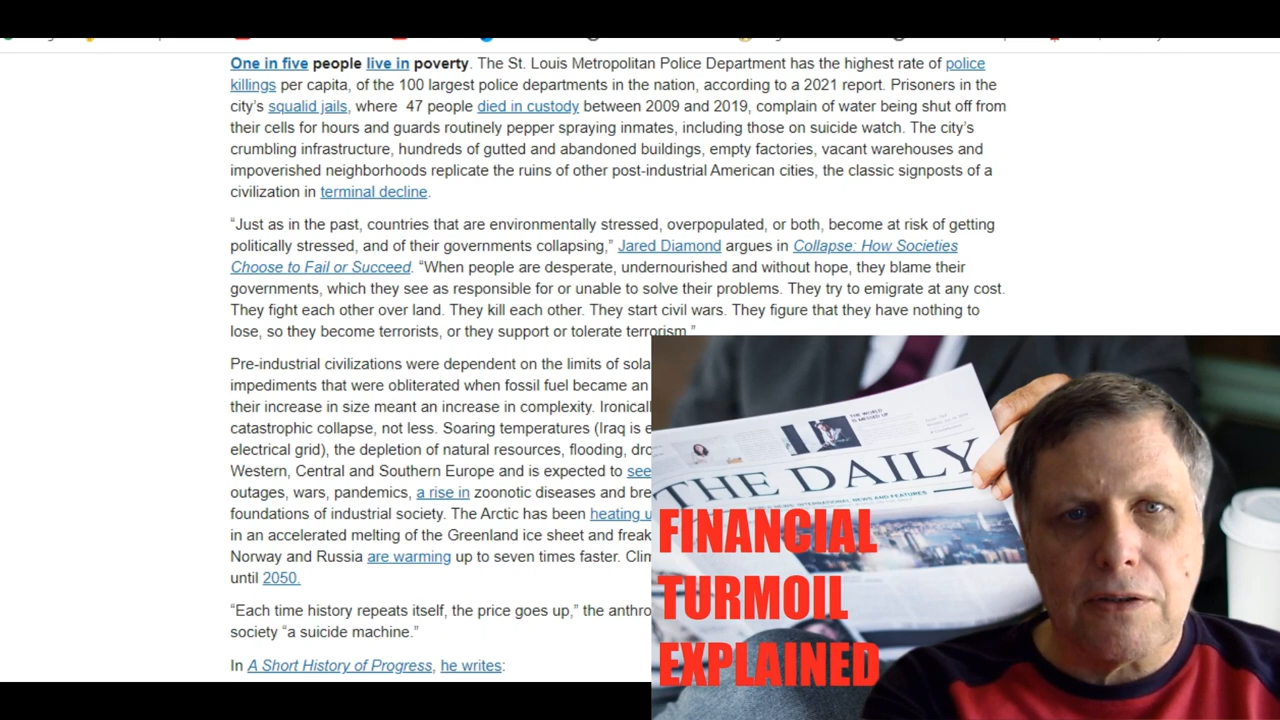 One in five people live in poverty. The St. Louis Metropolitan Police Department has the highest rate of police
killings per capita, of the 100 largest police departments in the nation, according to a 2021 report. Prisoners in the
city's squalid jails, where 47 people died in custody between 2009 and 2019, complain of water being shut off from
their cells for hours and guards routinely pepper spraying inmates, including those on suicide watch. The city's
crumbling infrastructure, hundreds of gutted and abandoned buildings, empty factories, vacant warehouses and
impoverished neighborhoods replicate the ruins of other post-industrial American cities, the classic signposts of a
civilization in terminal decline.
“Just as in the past, countries that are environmentally stressed, overpopulated, or both, become at risk of getting
politically stressed, and of their governments collapsing,” Jared Diamond argues in Collapse: How Societies
Choose to Fail or Succeed. “When people are desperate, undernourished and without hope, they blame their
governments, which they see as responsible for or unable to solve their problems. They try to emigrate at any cost.
They fight each other over land. They kill each other. They start civil wars. They figure that they have nothing to
lose, so they become terrorists, or they support or tolerate terrorism.”
Pre-industrial civilizations were dependent on the limits of sola
impediments that were obliterated when fossil fuel became an
their increase in size meant an increase in complexity. Ironicall
catastrophic collapse, not less. Soaring temperatures (Iraq is e
electrical grid), the depletion of natural resources, flooding, dro
Western, Central and Southern Europe and is expected to see
outages, wars, pandemics, a rise in zoonotic diseases and bre
foundations of industrial society. The Arctic has been heating u
in an accelerated melting of the Greenland ice sheet and freak
Norway and Russia are warming up to seven times faster. Clim
until 2050.
“Each time history repeats itself, the price goes up,” the anthro
society “a suicide machine.”
In A Short History of Progress, he writes:
THE WORLD
IS MESSED UP
THE DAILY
INTERNATIONAL NEWS AND FEATURES
FINANCIAL
TURMOIL
EXPLAINED